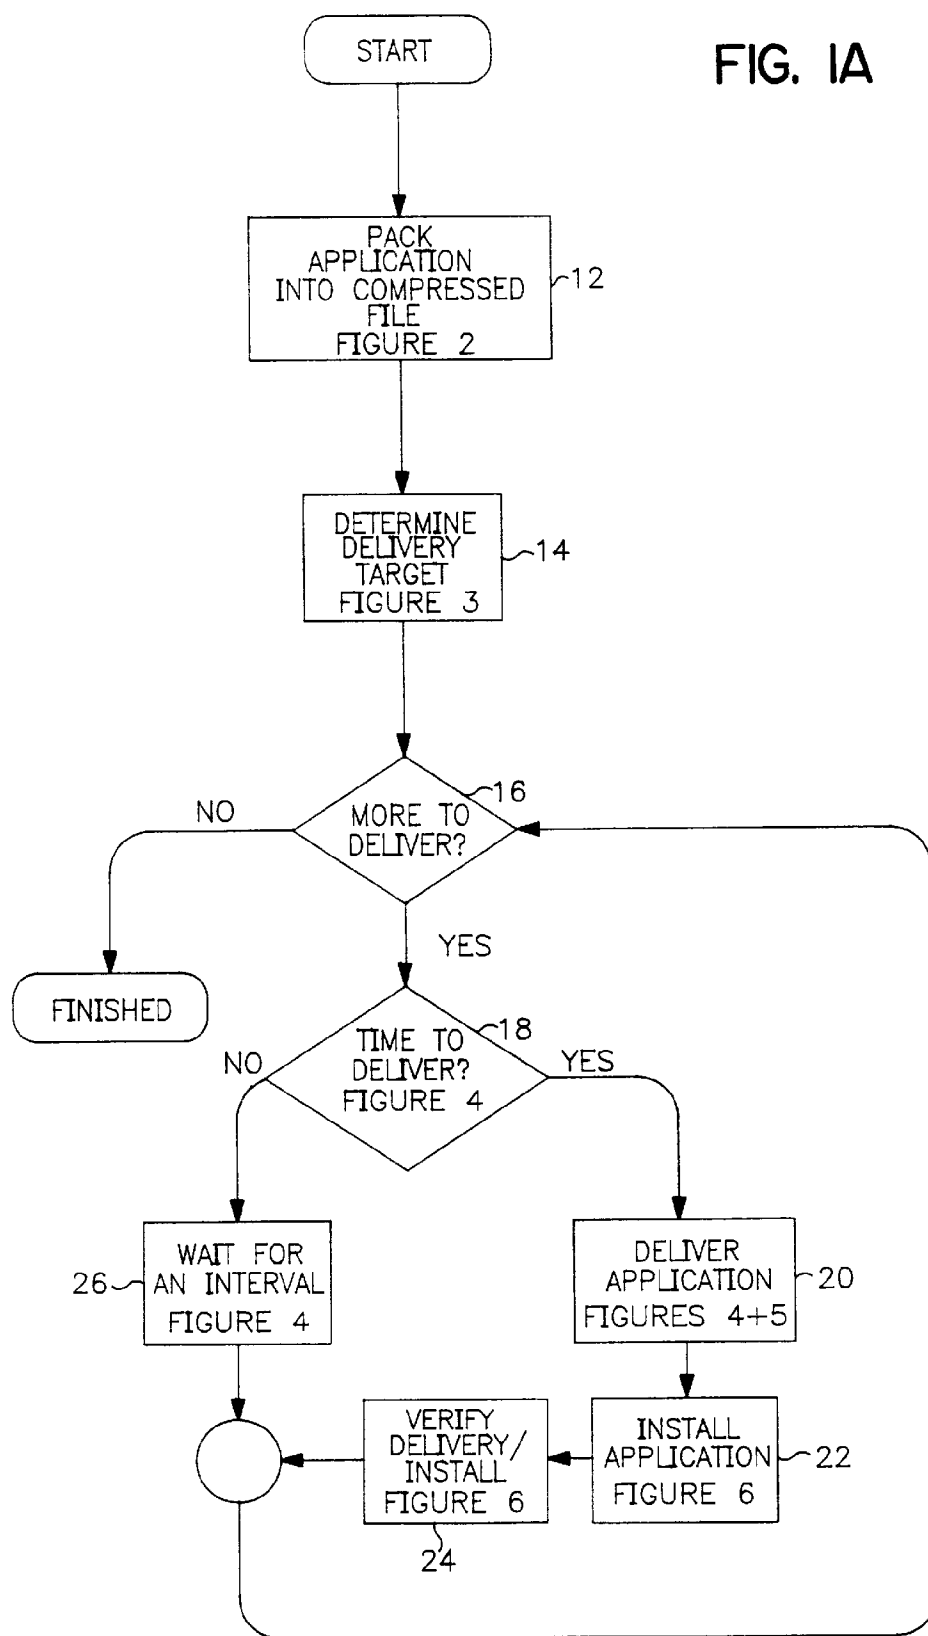 START
FIG. 1A
PACK
APPLICATION
INTO COMPRESSED
FILE
FIGURE 2
12
DETERMINE
DELIVERY
TARGET
FIGURE 3
14
16
MORE TO
DELIVER?
NO
YES
FINISHED
18
TIME TO
DELIVER?
FIGURE 4
NO
YES
WAIT FOR
AN INTERVAL
FIGURE 4
26
DELIVER
APPLICATION
FIGURES 4+5
20
VERIFY
DELIVERY/
INSTALL
FIGURE 6
24
INSTALL
APPLICATION
FIGURE 6
22